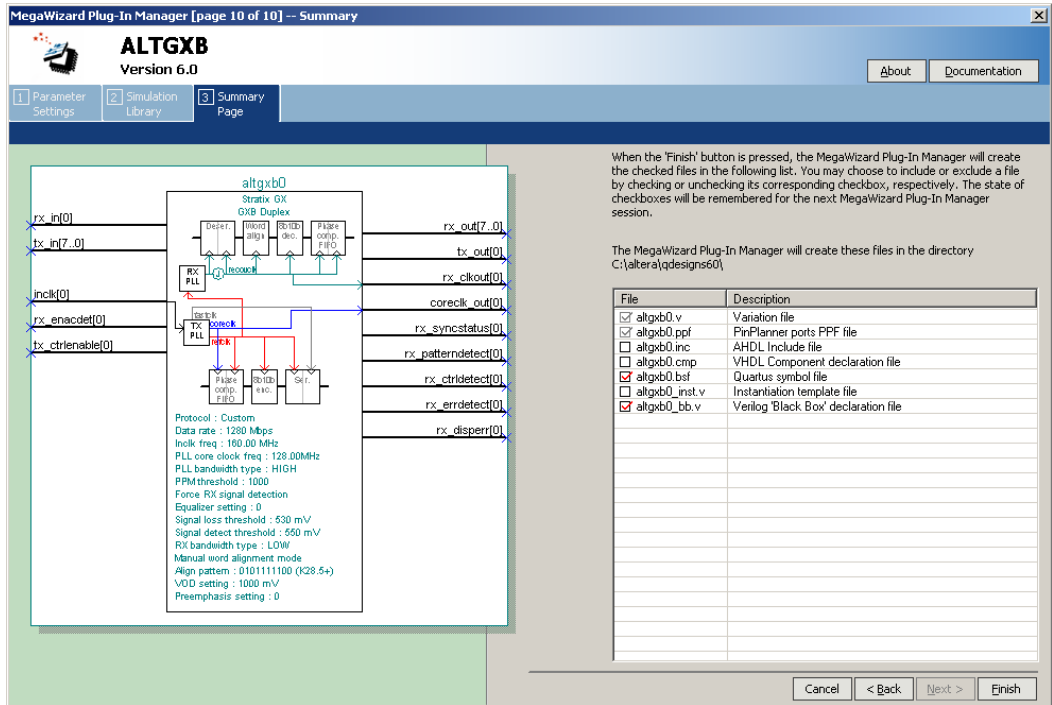 MegaWizard Plug-In Manager [page 10 of 10] -- Summary
ALTGXB
Version 6.0
About
Documentation
1 Parameter Settings
2 Simulation Library
3 Summary Page
When the 'Finish' button is pressed, the MegaWizard Plug-In Manager will create
the checked files in the following list. You may choose to include or exclude a file
by checking or unchecking its corresponding checkbox, respectively. The state of
checkboxes will be remembered for the next MegaWizard Plug-In Manager
session.
The MegaWizard Plug-In Manager will create these files in the directory
C:\altera\qdesigns60\
File Description
altgxb0.v Variation file
altgxb0.ppf PinPlanner ports PPF file
altgxb0.inc AHDL Include file
altgxb0.cmp VHDL Component declaration file
altgxb0.bsf Quartus symbol file
altgxb0_inst.v Instantiation template file
altgxb0_bb.v Verilog 'Black Box' declaration file
altgxb0
Stratix GX
GXB Duplex
rx_in[0]
tx_in[7..0]
inclk[0]
rx_enacdet[0]
tx_ctrlenable[0]
Deser.
Word align
8b10b dec.
Phase comp. FIFO
RX PLL
recovclk
fastclk
coreclk
TX PLL
refclk
Phase comp. FIFO
8b10b enc.
Ser.
rx_out[7..0]
tx_out[0]
rx_clkout[0]
coreclk_out[0]
rx_syncstatus[0]
rx_patterndetect[0]
rx_ctrldetect[0]
rx_errdetect[0]
rx_disperr[0]
Protocol : Custom
Data rate : 1280 Mbps
Inclk freq : 160.00 MHz
PLL core clock freq : 128.00MHz
PLL bandwidth type : HIGH
PPM threshold : 1000
Force RX signal detection
Equalizer setting : 0
Signal loss threshold : 530 mV
Signal detect threshold : 550 mV
RX bandwidth type : LOW
Manual word alignment mode
Align pattern : 0101111100 (K28.5+)
VOD setting : 1000 mV
Preemphasis setting : 0
Cancel
< Back
Next >
Finish